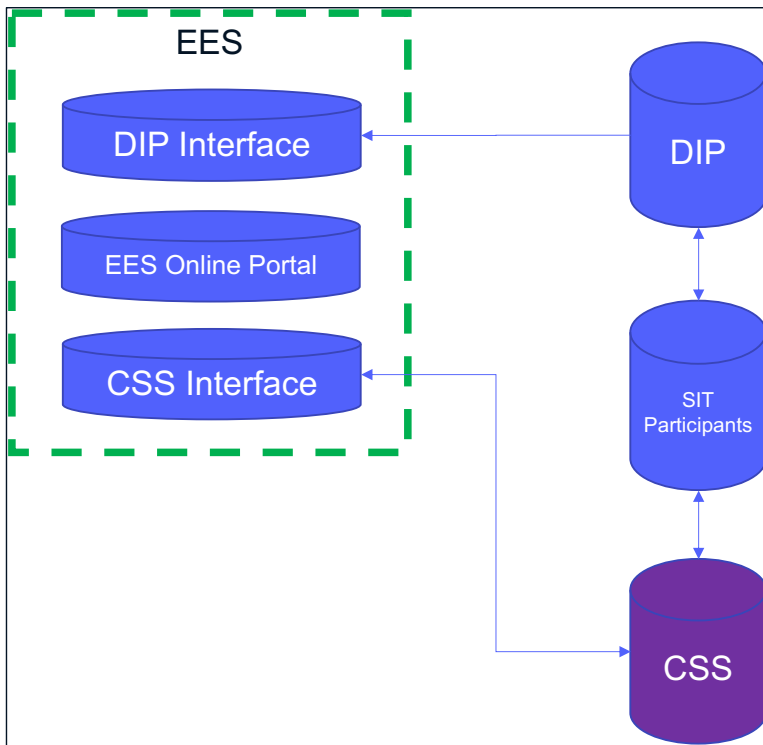 EES
DIP Interface
EES Online Portal
CSS Interface
DIP
SIT
Participants
CSS